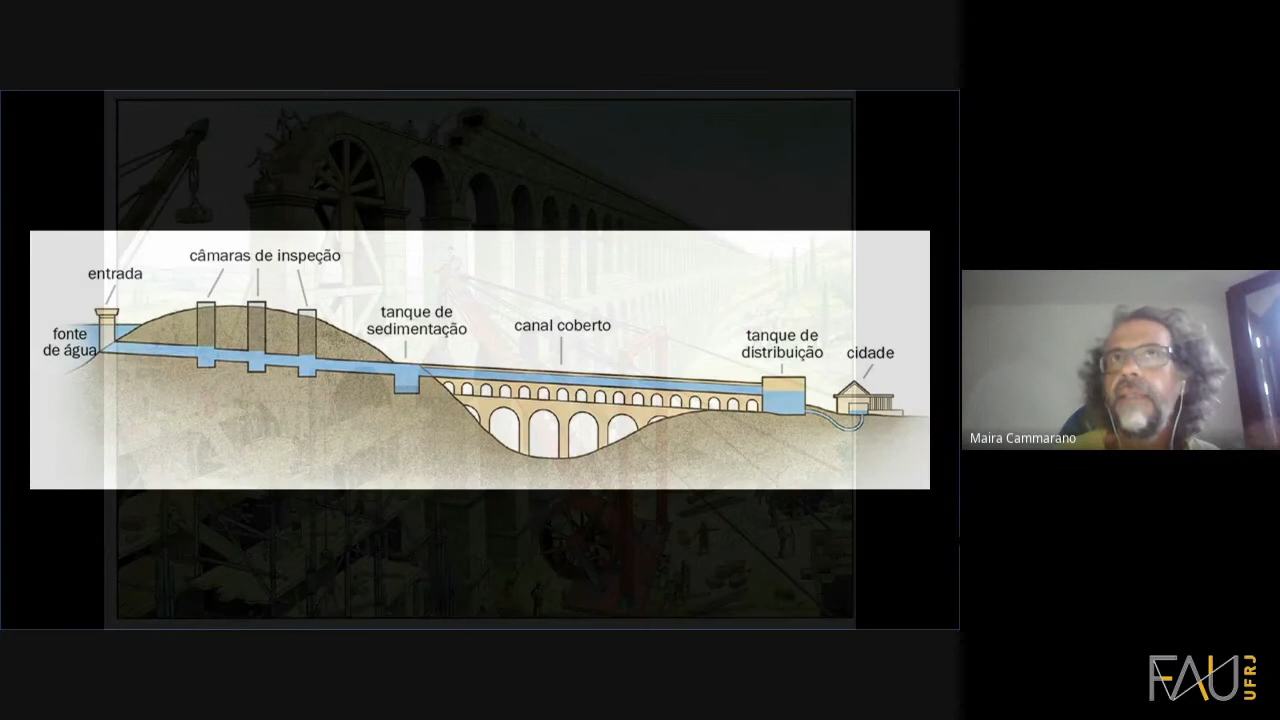 câmaras de inspeção
entrada
tanque de
sedimentação
canal coberto
fonte
de água
tanque de
distribuição
cidade
Maira Cammarano
FAU
UFRJ